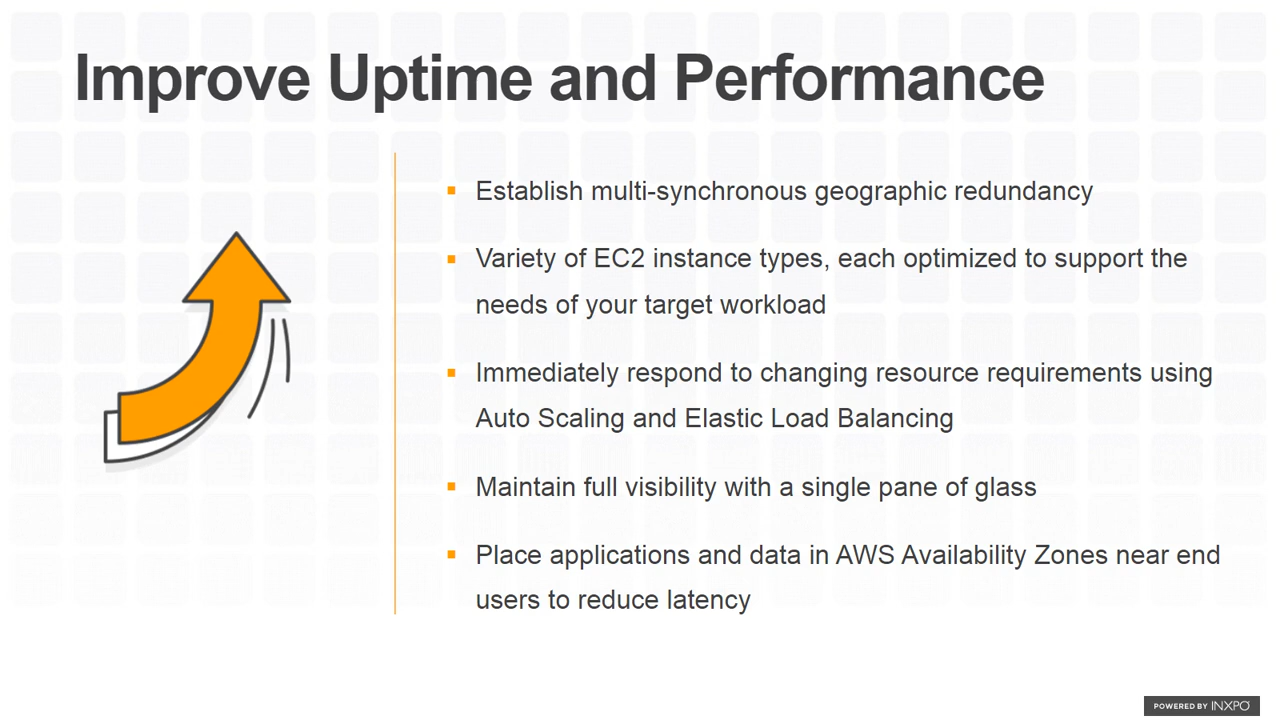 Improve Uptime and Performance
Establish multi-synchronous geographic redundancy
Variety of EC2 instance types, each optimized to support the
needs of your target workload
Immediately respond to changing resource requirements using
Auto Scaling and Elastic Load Balancing
Maintain full visibility with a single pane of glass
Place applications and data in AWS Availability Zones near end
users to reduce latency
POWERED BY INXPO